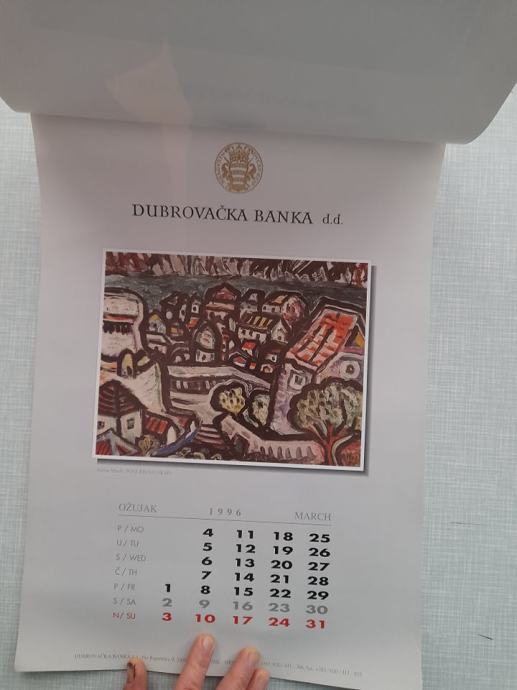 DUBROVAČKA BANKA d.d.
OŽUJAK 1996 MARCH
P / MO 4 11 18 25
U / TU 5 12 19 26
S / WED 6 13 20 27
Č / TH 7 14 21 28
P / FR 1 8 15 22 29
S / SA 2 9 16 23 30
N / SU 3 10 17 24 31
DUBROVAČKA BANKA